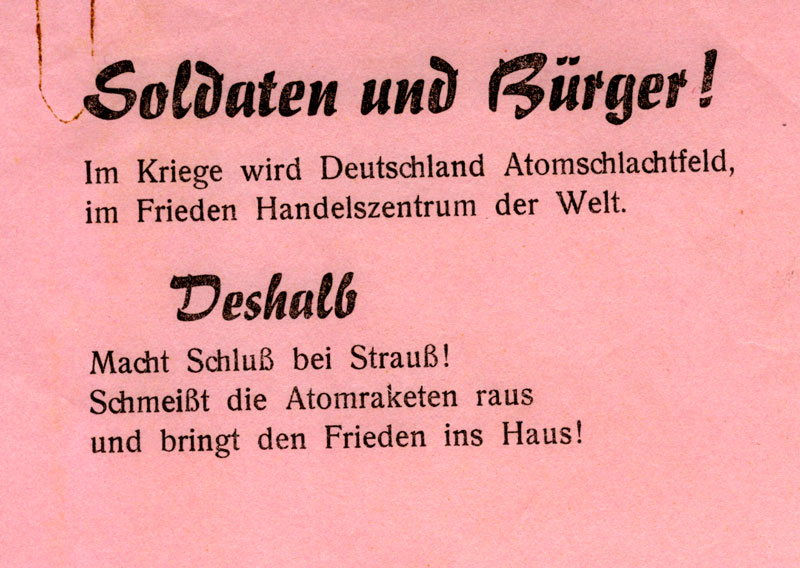 Soldaten und Bürger!
Im Kriege wird Deutschland Atomschlachtfeld,
im Frieden Handelszentrum der Welt.
Deshalb
Macht Schluß bei Strauß!
Schmeißt die Atomraketen raus
und bringt den Frieden ins Haus!